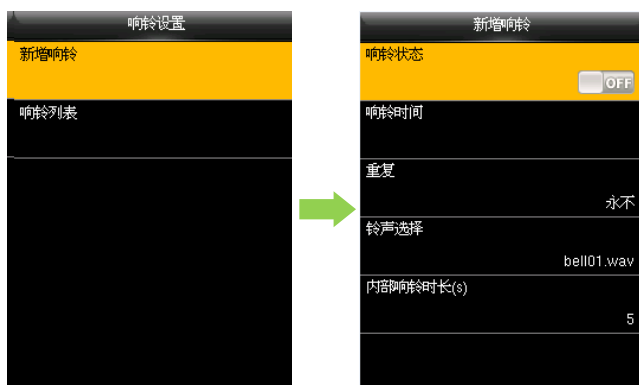 响铃设置
新增响铃
响铃列表
新增响铃
响铃状态
OFF
响铃时间
重复
永不
铃声选择
bell01.wav
内部响铃时长(s)
5